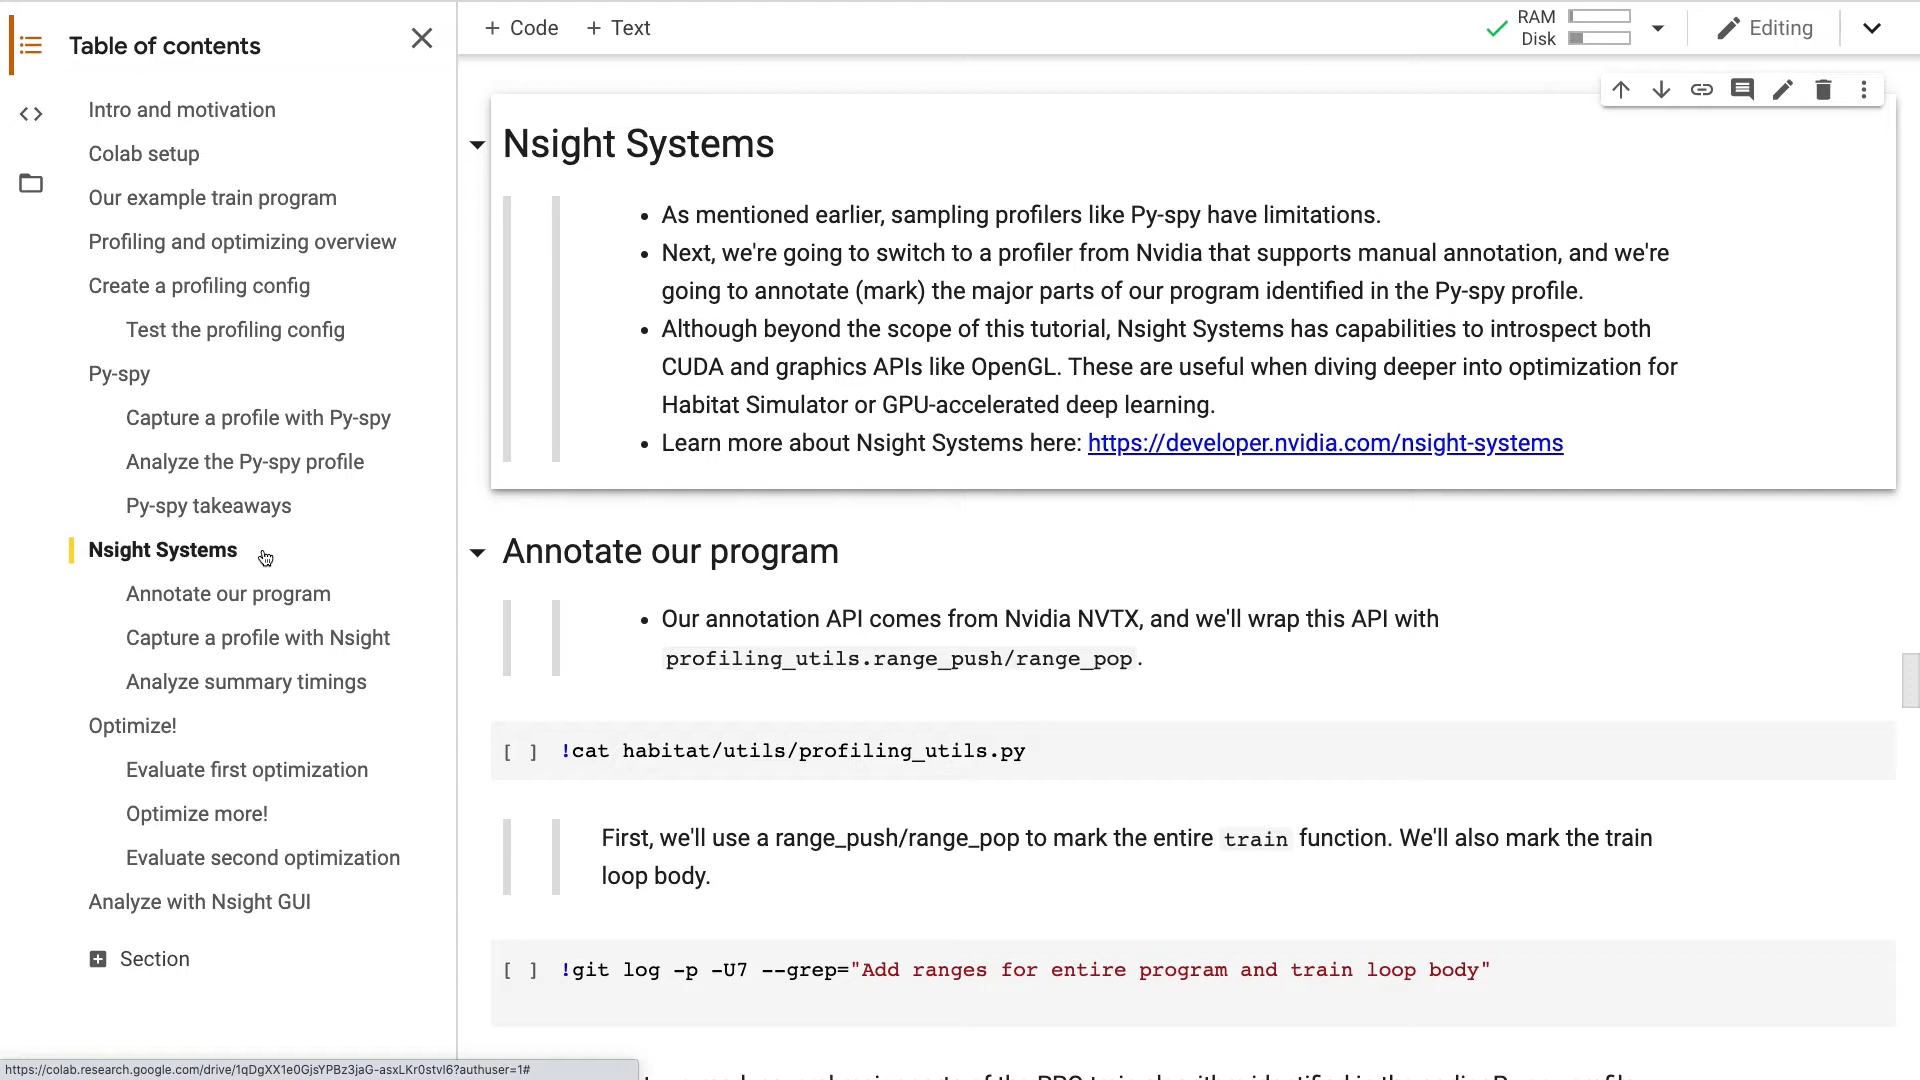 Table of contents
Intro and motivation
Colab setup
Our example train program
Profiling and optimizing overview
Create a profiling config
Test the profiling config
Py-spy
Capture a profile with Py-spy
Analyze the Py-spy profile
Py-spy takeaways
Nsight Systems
Annotate our program
Capture a profile with Nsight
Analyze summary timings
Optimize!
Evaluate first optimization
Optimize more!
Evaluate second optimization
Analyze with Nsight GUI
Section
+ Code + Text
RAM
Disk
Editing
Nsight Systems
• As mentioned earlier, sampling profilers like Py-spy have limitations.
• Next, we're going to switch to a profiler from Nvidia that supports manual annotation, and we're
going to annotate (mark) the major parts of our program identified in the Py-spy profile.
• Although beyond the scope of this tutorial, Nsight Systems has capabilities to introspect both
CUDA and graphics APIs like OpenGL. These are useful when diving deeper into optimization for
Habitat Simulator or GPU-accelerated deep learning.
• Learn more about Nsight Systems here: https://developer.nvidia.com/nsight-systems
Annotate our program
• Our annotation API comes from Nvidia NVTX, and we'll wrap this API with
profiling_utils.range_push/range_pop.
[ ] !cat habitat/utils/profiling_utils.py
First, we'll use a range_push/range_pop to mark the entire train function. We'll also mark the train
loop body.
[ ] !git log -p -U7 --grep="Add ranges for entire program and train loop body"
https://colab.research.google.com/drive/1qDgXX1e0GjsYPBz3jaG-asxLKr0stvl6?authuser=1#